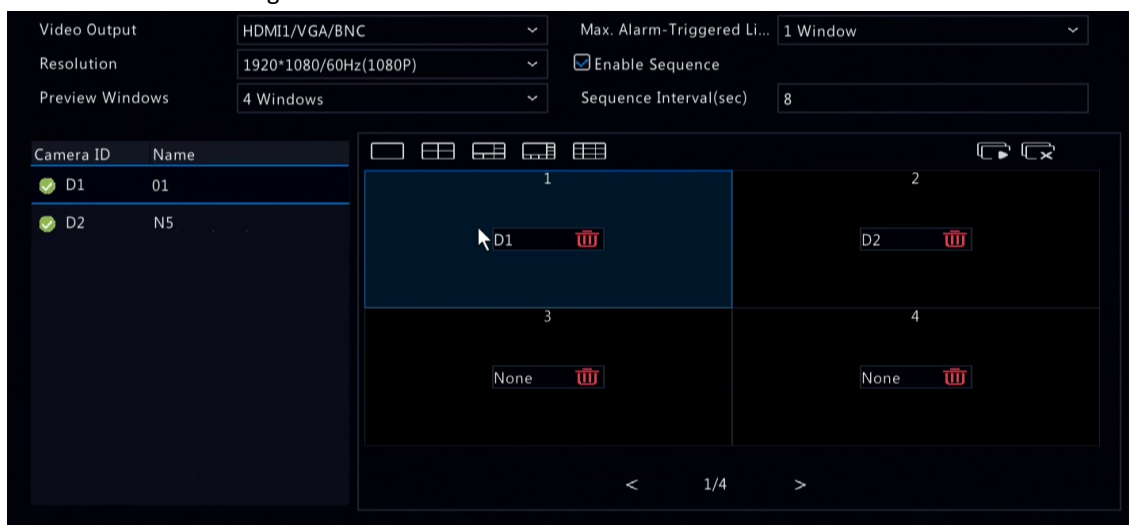 Video Output HDMI1/VGA/BNC Max. Alarm-Triggered Li... 1 Window
Resolution 1920*1080/60Hz(1080P) Enable Sequence
Preview Windows 4 Windows Sequence Interval(sec) 8
Camera ID Name
D1 01
D2 N5
1 2
D1 D2
3 4
None None
< 1/4 >